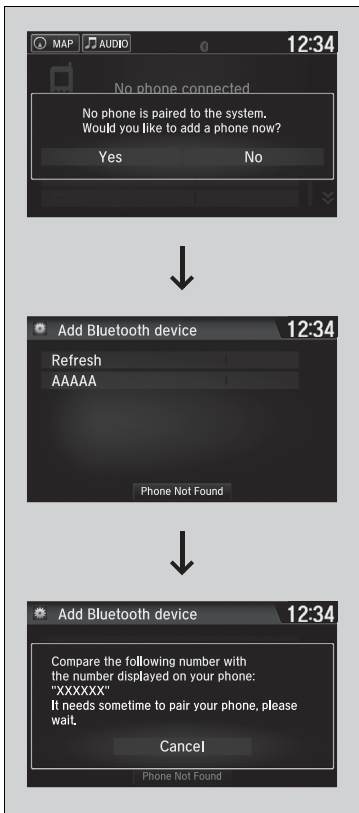 MAP AUDIO 12:34
No phone connected
No phone is paired to the system.
Would you like to add a phone now?
Yes No
Add Bluetooth device 12:34
Refresh
AAAAA
Phone Not Found
Add Bluetooth device 12:34
Compare the following number with
the number displayed on your phone:
"XXXXXX"
It needs sometime to pair your phone, please
wait.
Cancel
Phone Not Found